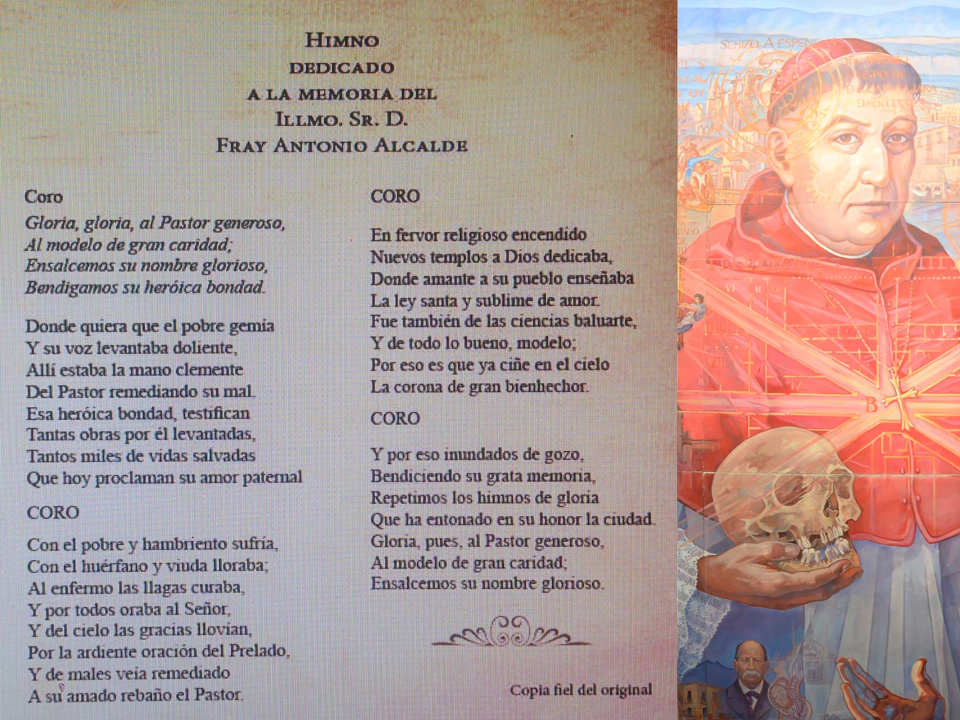 HIMNO
DEDICADO
A LA MEMORIA DEL
ILLMO. SR. D.
FRAY ANTONIO ALCALDE
Coro
Gloria, gloria, al Pastor generoso,
Al modelo de gran caridad;
Ensalcemos su nombre glorioso,
Bendigamos su heróica bondad.
Donde quiera que el pobre gemía
Y su voz levantaba doliente,
Allí estaba la mano clemente
Del Pastor remediando su mal.
Esa heróica bondad, testifican
Tantas obras por él levantadas,
Tantos miles de vidas salvadas
Que hoy proclaman su amor paternal
CORO
Con el pobre y hambriento sufría,
Con el huérfano y viuda lloraba;
Al enfermo las llagas curaba,
Y por todos oraba al Señor,
Y del cielo las gracias llovían,
Por la ardiente oración del Prelado,
Y de males veía remediado
A su amado rebaño el Pastor.
CORO
En fervor religioso encendido
Nuevos templos a Dios dedicaba,
Donde amante a su pueblo enseñaba
La ley santa y sublime de amor.
Fue también de las ciencias baluarte,
Y de todo lo bueno, modelo;
Por eso es que ya ciñe en el cielo
La corona de gran bienhechor.
CORO
Y por eso inundados de gozo,
Bendiciendo su grata memoria,
Repetimos los himnos de gloria
Que ha entonado en su honor la ciudad.
Gloria, pues, al Pastor generoso,
Al modelo de gran caridad;
Ensalcemos su nombre glorioso.
Copia fiel del original
B